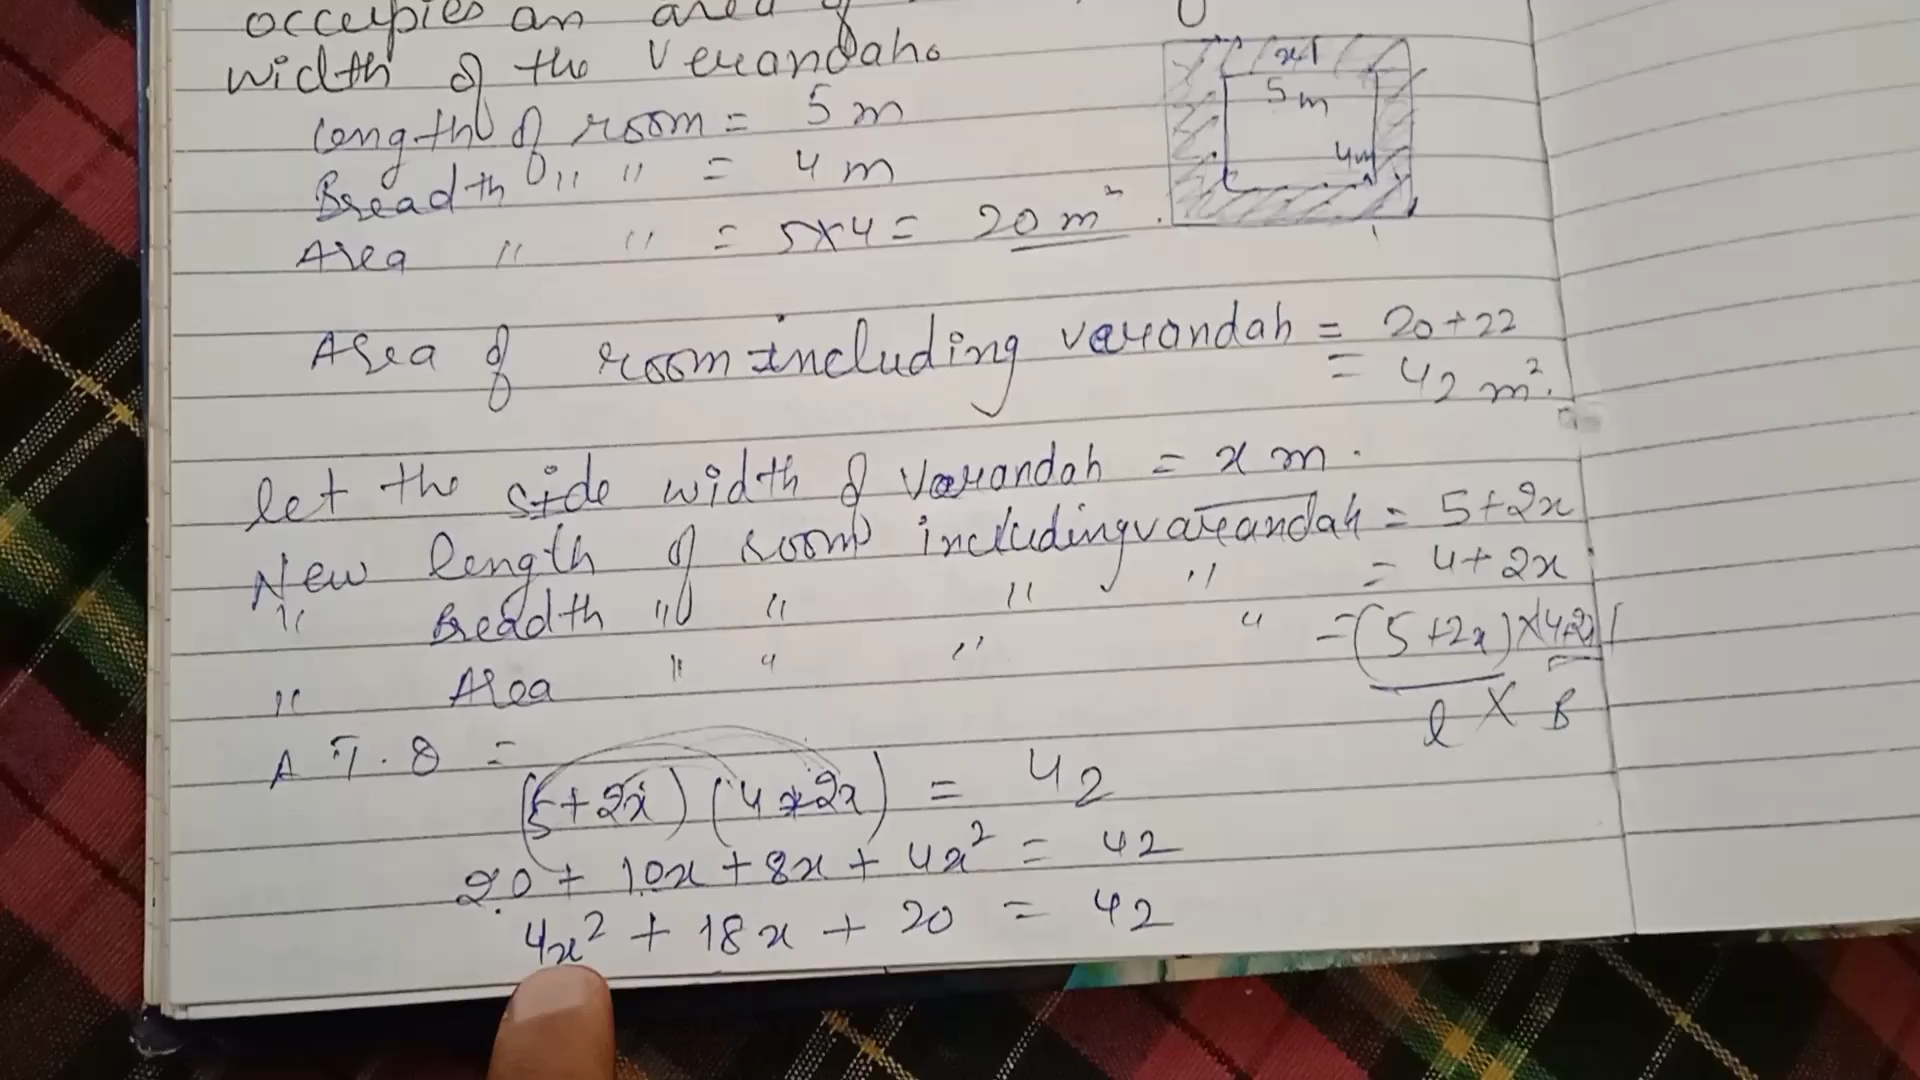 occupies an area of
width of the Verandah.
x
5 m
4m
Length of room = 5 m
Breadth '' '' = 4 m
Area '' '' = 5x4 = 20 m²
Area of room including verandah = 20+22
= 42 m².
let the side width of Varandah = x m.
New length of room including varandah = 5+2x
'' Breadth '' '' '' '' = 4+2x
'' Area '' '' '' '' = (5+2x)x(4+2x)
l X B
A T. Q =
(5+2x) (4+2x) = 42
20 + 10x + 8x + 4x² = 42
4x² + 18x + 20 = 42